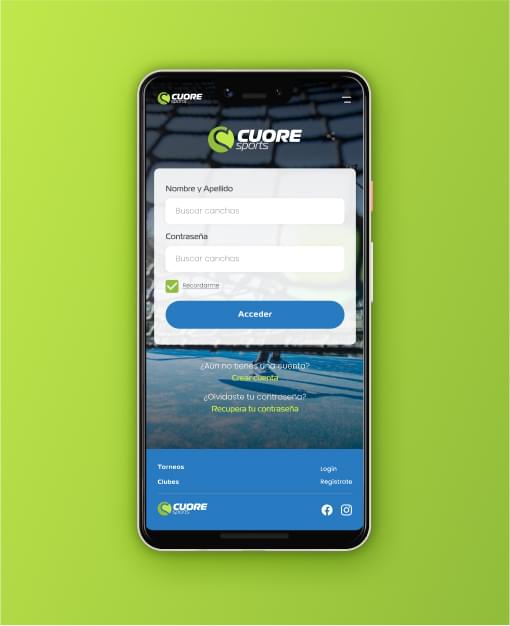 CUORE
sports
CUORE
sports
Nombre y Apellido
Buscar canchas
Contraseña
Buscar canchas
Recordarme
Acceder
¿Aún no tienes una cuenta?
Crear cuenta
¿Olvidaste tu contraseña?
Recupera tu contraseña
Torneos
Login
Clubes
Registrate
CUORE
sports